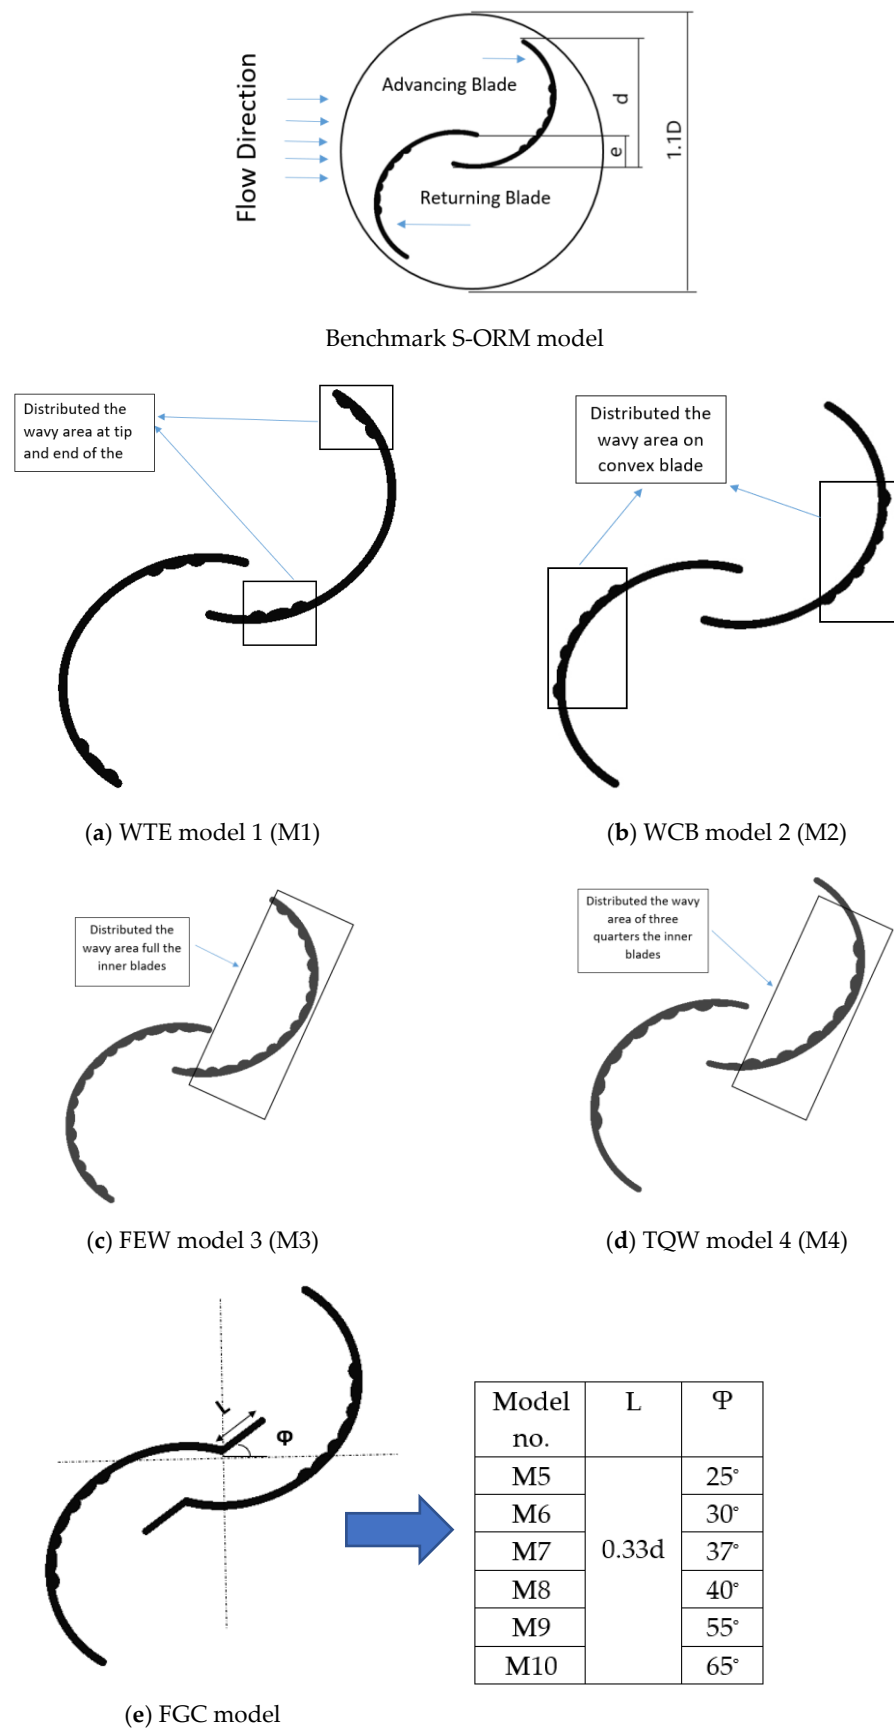 Flow Direction
Advancing Blade
Returning Blade
d
e
1.1D
Benchmark S-ORM model
Distributed the
wavy area at tip
and end of the
Distributed the
wavy area on
convex blade
(a) WTE model 1 (M1)
(b) WCB model 2 (M2)
Distributed the
wavy area full the
inner blades
Distributed the wavy
area of three
quarters the inner
blades
(c) FEW model 3 (M3)
(d) TQW model 4 (M4)
L
Φ
Model no.
L
Φ
M5
25°
M6
30°
M7
0.33d
37°
M8
40°
M9
55°
M10
65°
(e) FGC model